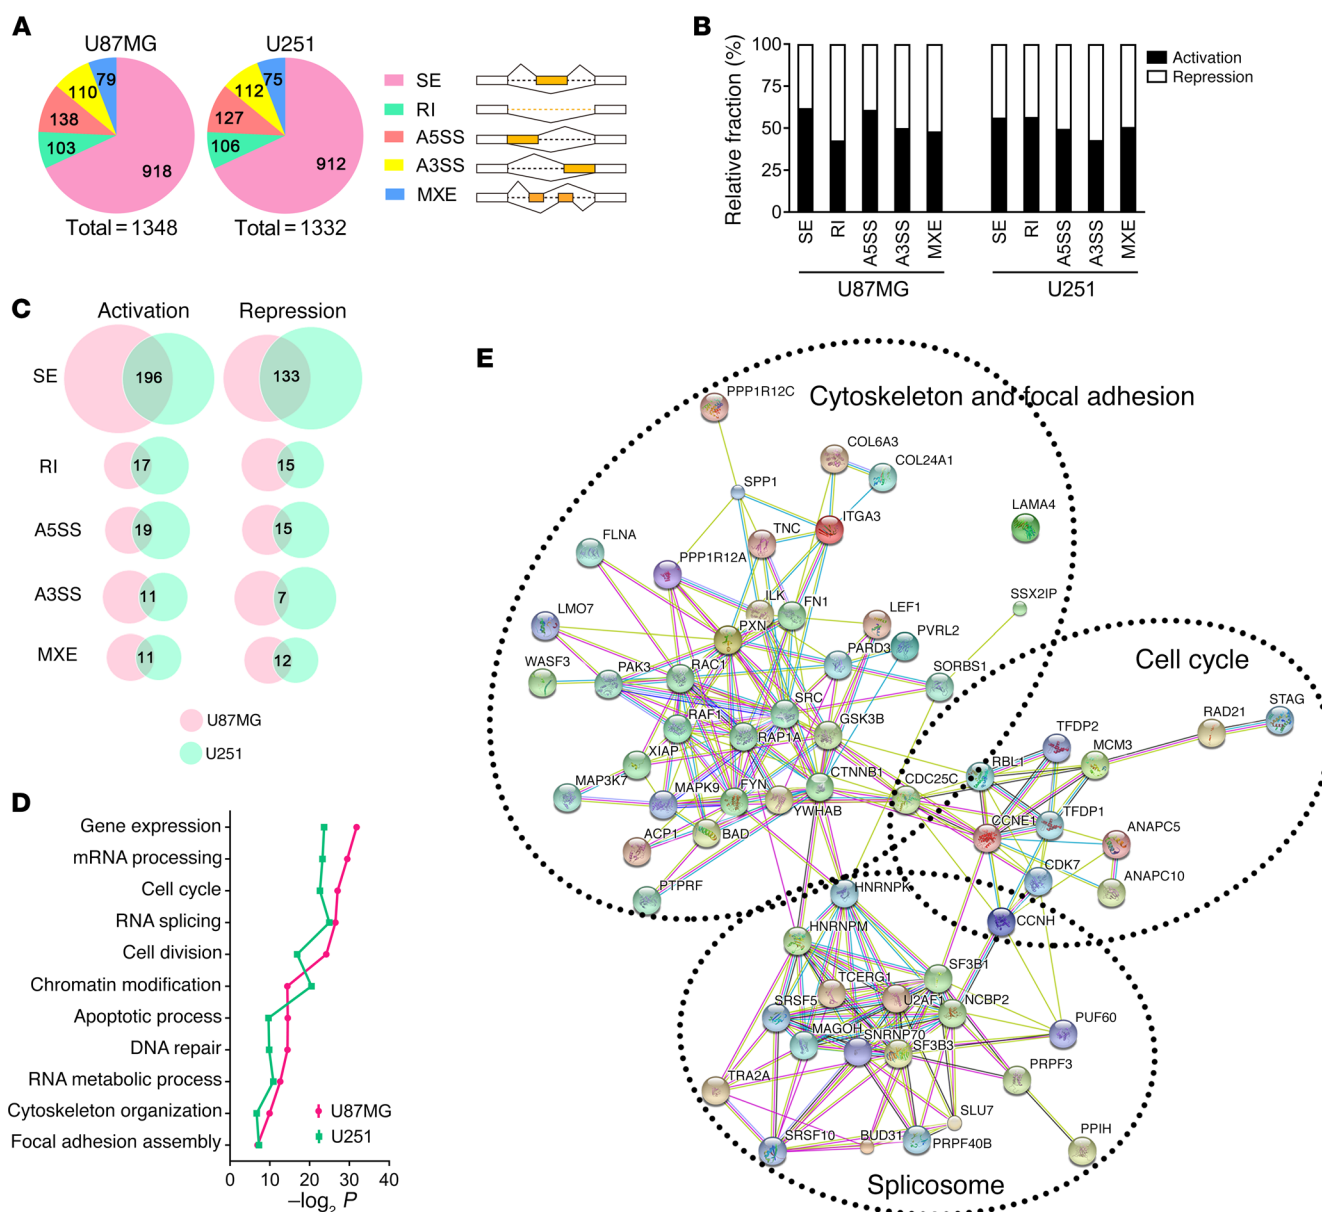 A
U87MG
U251
79
110
138
103
918
75
112
127
106
912
Total = 1348
Total = 1332
SE
RI
A5SS
A3SS
MXE
B
Relative fraction (%)
100
75
50
25
0
SE
RI
A5SS
A3SS
MXE
SE
RI
A5SS
A3SS
MXE
U87MG
U251
Activation
Repression
C
Activation
Repression
SE
196
133
RI
17
15
A5SS
19
15
A3SS
11
7
MXE
11
12
U87MG
U251
D
Gene expression
mRNA processing
Cell cycle
RNA splicing
Cell division
Chromatin modification
Apoptotic process
DNA repair
RNA metabolic process
Cytoskeleton organization
Focal adhesion assembly
U87MG
U251
0
10
20
30
40
–log2 P
E
Cytoskeleton and focal adhesion
PPP1R12C
COL6A3
COL24A1
SPP1
ITGA3
LAMA4
TNC
FLNA
PPP1R12A
ILK
FN1
LEF1
SSX2IP
LMO7
PXN
PVRL2
PARD3
WASF3
PAK3
RAC1
SORBS1
SRC
RAF1
GSK3B
RAP1A
XIAP
CTNNB1
MAP3K7
MAPK9
FYN
YWHAB
CDC25C
ACP1
BAD
PTPRF
Cell cycle
STAG
RAD21
TFDP2
MCM3
RBL1
TFDP1
CCNE1
ANAPC5
CDK7
ANAPC10
CCNH
HNRNPK
HNRNPM
SF3B1
TCERG1
U2AF1
NCBP2
SRSF5
PUF60
MAGOH
SNRNP70
SF3B3
PRPF3
TRA2A
SLU7
PPIH
SRSF10
BUD31
PRPF40B
Splicosome